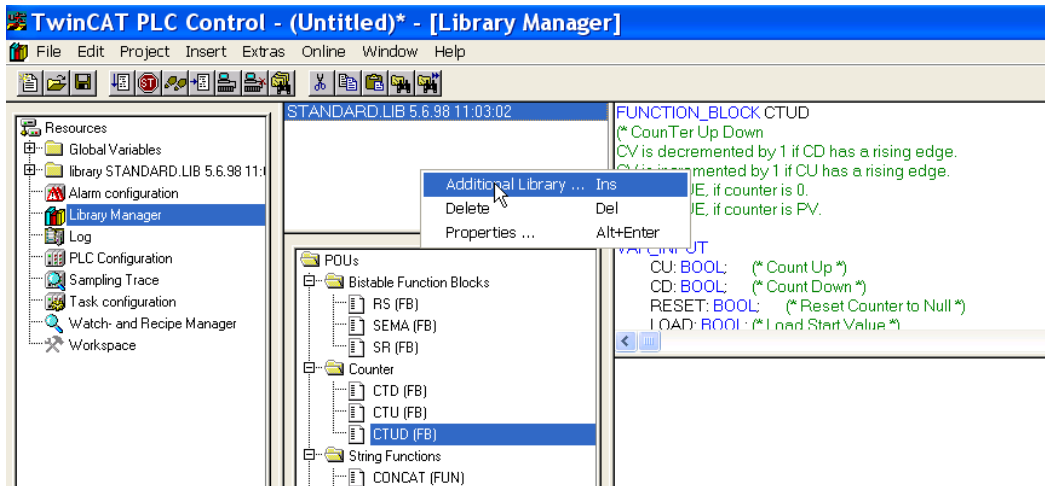 TwinCAT PLC Control - (Untitled)* - [Library Manager]
File Edit Project Insert Extras Online Window Help
Resources
Global Variables
library STANDARD.LIB 5.6.98 11:
Alarm configuration
Library Manager
Log
PLC Configuration
Sampling Trace
Task configuration
Watch- and Recipe Manager
Workspace
STANDARD.LIB 5.6.98 11:03:02
Additional Library ... Ins
Delete Del
Properties ... Alt+Enter
POUs
Bistable Function Blocks
RS (FB)
SEMA (FB)
SR (FB)
Counter
CTD (FB)
CTU (FB)
CTUD (FB)
String Functions
CONCAT (FUN)
FUNCTION_BLOCK CTUD
(* CounTer Up Down
CV is decremented by 1 if CD has a rising edge.
CV is incremented by 1 if CU has a rising edge.
UE, if counter is 0.
UE, if counter is PV.
VAR_INPUT
CU: BOOL; (* Count Up *)
CD: BOOL; (* Count Down *)
RESET: BOOL; (* Reset Counter to Null *)
LOAD: BOOL; (* Load Start Value *)